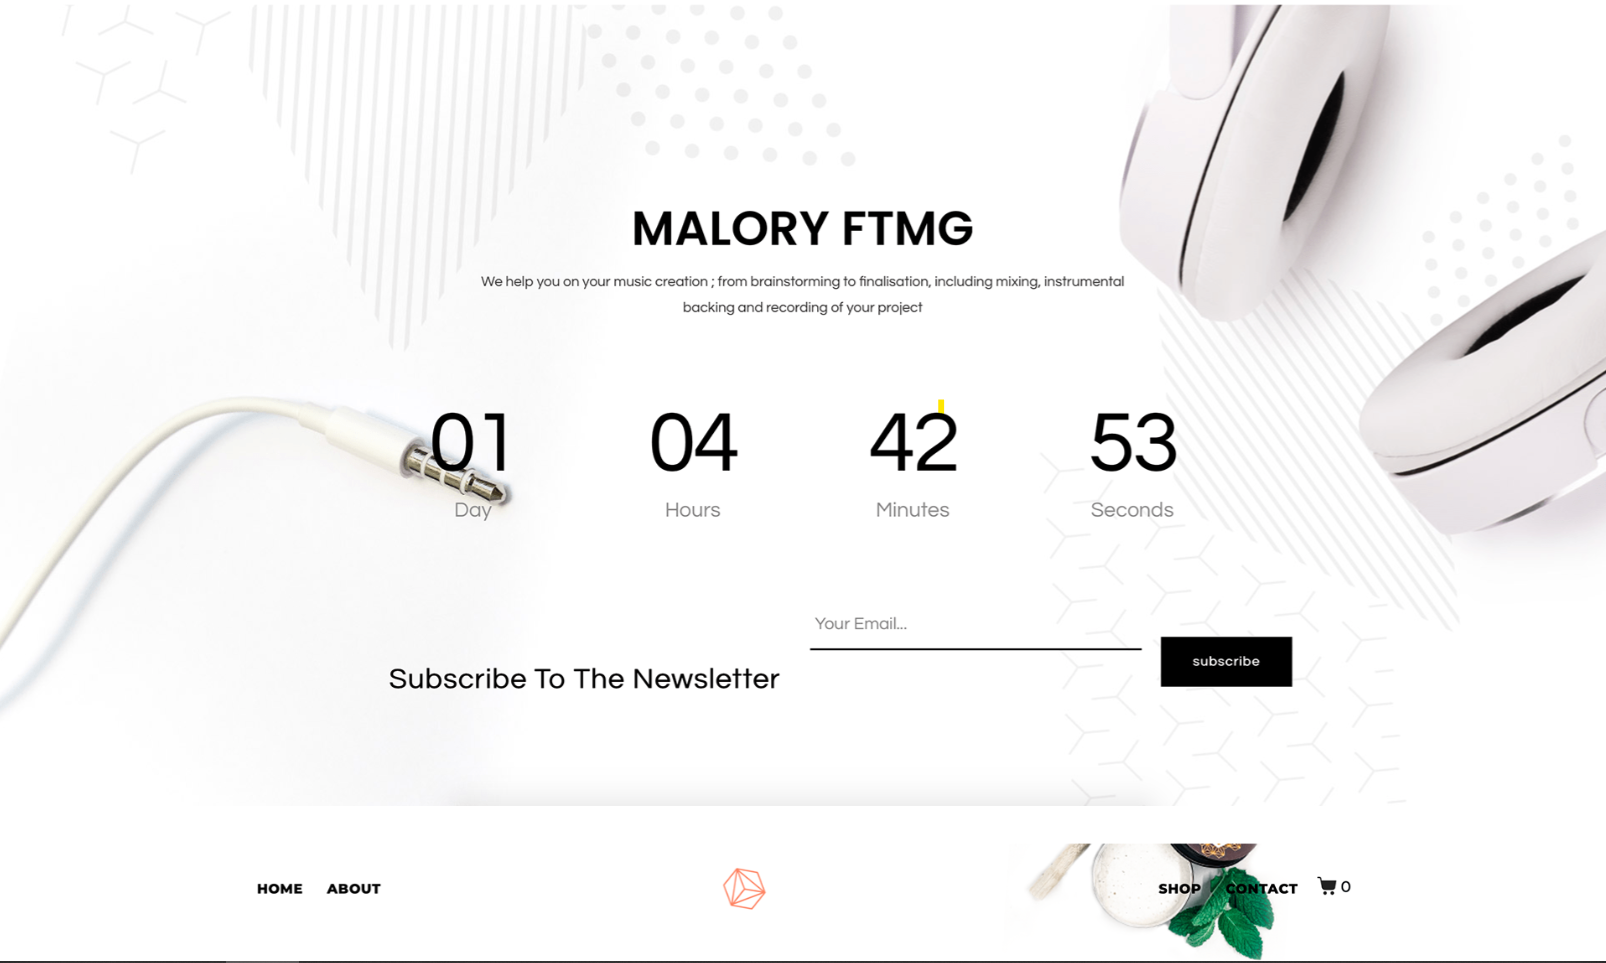 MALORY FTMG
We help you on your music creation ; from brainstorming to finalisation, including mixing, instrumental
backing and recording of your project
01 04 42 53
Day Hours Minutes Seconds
Your Email...
subscribe
Subscribe To The Newsletter
HOME ABOUT SHOP CONTACT 0